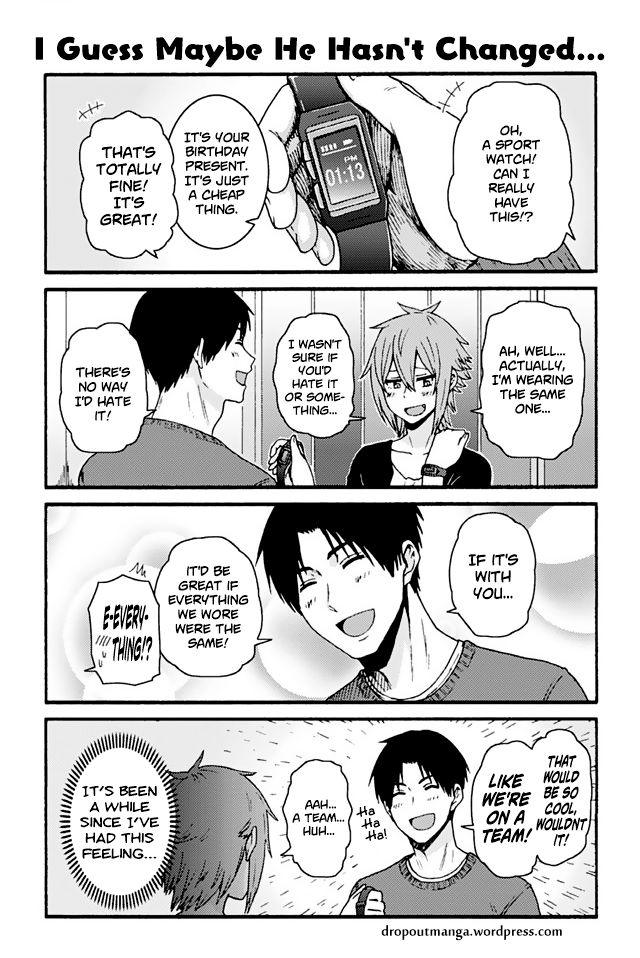 I Guess Maybe He Hasn't Changed...
OH,
A SPORT
WATCH!
CAN I
REALLY
HAVE
THIS!?
PM
01:13
IT'S YOUR
BIRTHDAY
PRESENT.
IT'S JUST
A CHEAP
THING.
THAT'S
TOTALLY
FINE!
IT'S
GREAT!
AH, WELL...
ACTUALLY,
I'M WEARING
THE SAME
ONE...
I WASN'T
SURE IF
YOU'D
HATE IT
OR SOME-
THING...
THERE'S
NO WAY
I'D HATE
IT!
IF IT'S
WITH
YOU...
IT'D BE
GREAT IF
EVERYTHING
WE WORE
WERE THE
SAME!
E-EVERY-
THING!?
THAT
WOULD
BE SO
COOL,
WOULDN'T
IT!
LIKE
WE'RE
ON A
TEAM!
Ha
Ha
Ha!
AAH...
A TEAM...
HUH...
IT'S BEEN
A WHILE
SINCE I'VE
HAD THIS
FEELING...
dropoutmanga.wordpress.com